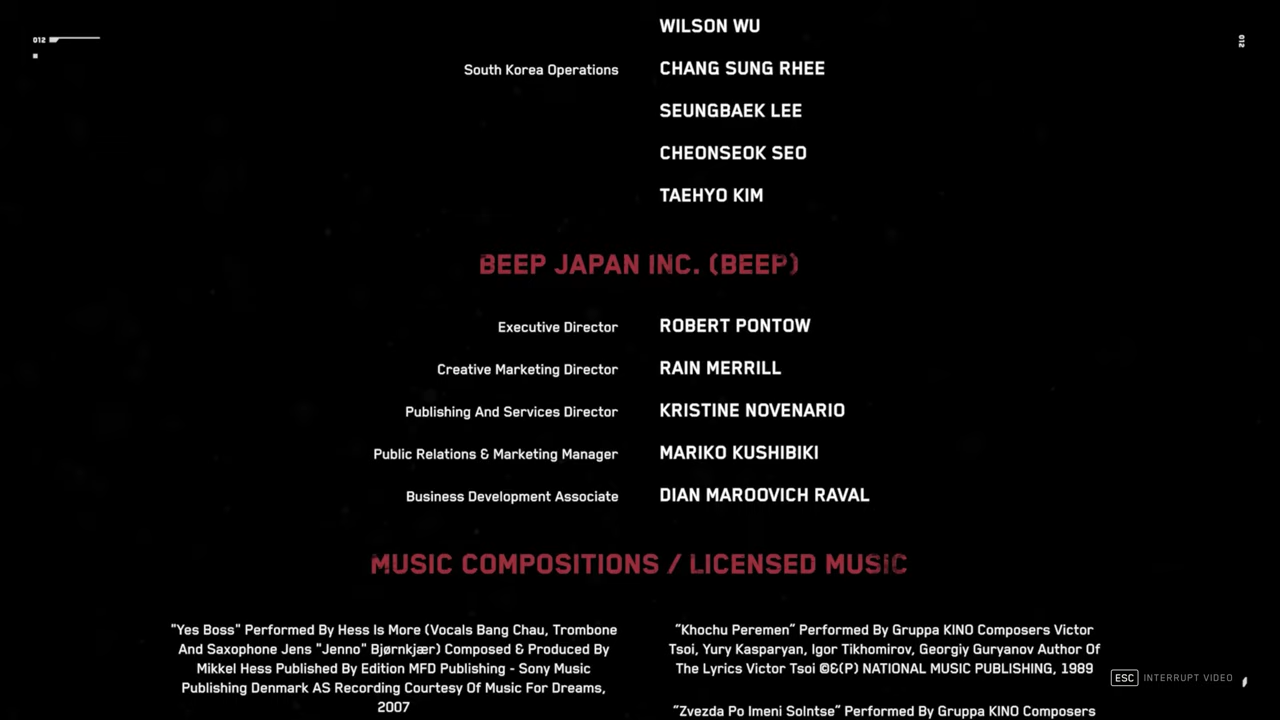 WILSON WU
012
012
South Korea Operations CHANG SUNG RHEE
SEUNGBAEK LEE
CHEONSEOK SEO
TAEHYO KIM
BEEP JAPAN INC. (BEEP)
Executive Director ROBERT PONTOW
Creative Marketing Director RAIN MERRILL
Publishing And Services Director KRISTINE NOVENARIO
Public Relations & Marketing Manager MARIKO KUSHIBIKI
Business Development Associate DIAN MAROOVICH RAVAL
MUSIC COMPOSITIONS / LICENSED MUSIC
"Yes Boss" Performed By Hess Is More (Vocals Bang Chau, Trombone
And Saxophone Jens "Jenno" Bjørnkjær) Composed & Produced By
Mikkel Hess Published By Edition MFD Publishing - Sony Music
Publishing Denmark AS Recording Courtesy Of Music For Dreams,
2007
“Khochu Peremen” Performed By Gruppa KINO Composers Victor
Tsoi, Yury Kasparyan, Igor Tikhomirov, Georgiy Guryanov Author Of
The Lyrics Victor Tsoi ©&(P) NATIONAL MUSIC PUBLISHING, 1989
“Zvezda Po Imeni Solntse” Performed By Gruppa KINO Composers
ESC INTERRUPT VIDEO